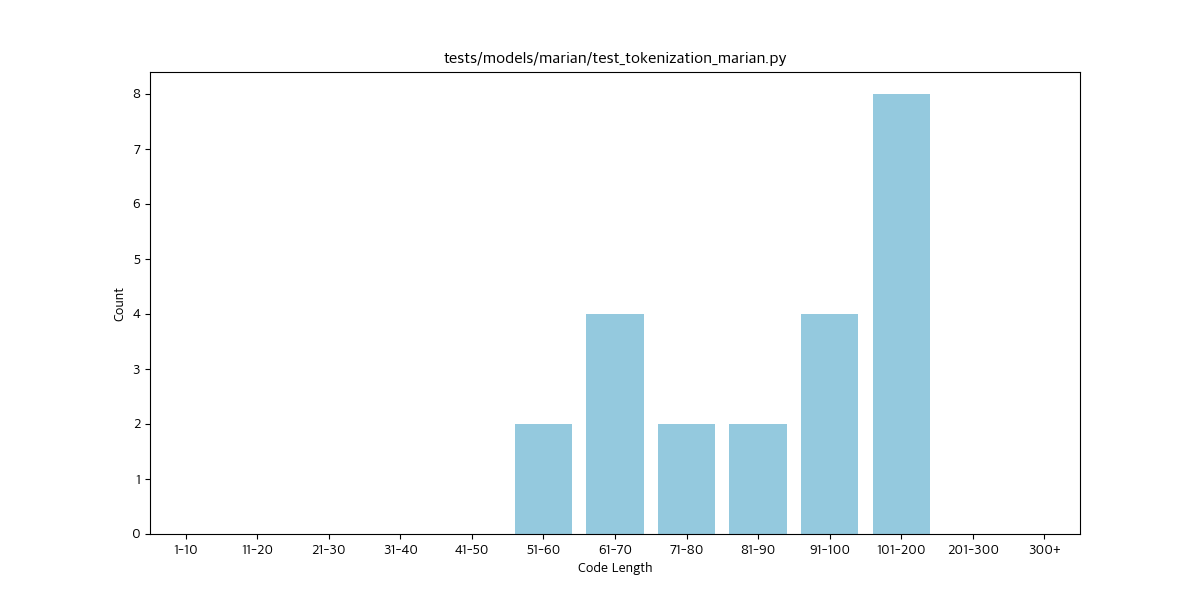 tests/models/marian/test_tokenization_marian.py
8
7
6
5
4
3
2
1
0
Count
1-10 11-20 21-30 31-40 41-50 51-60 61-70 71-80 81-90 91-100 101-200 201-300 300+
Code Length